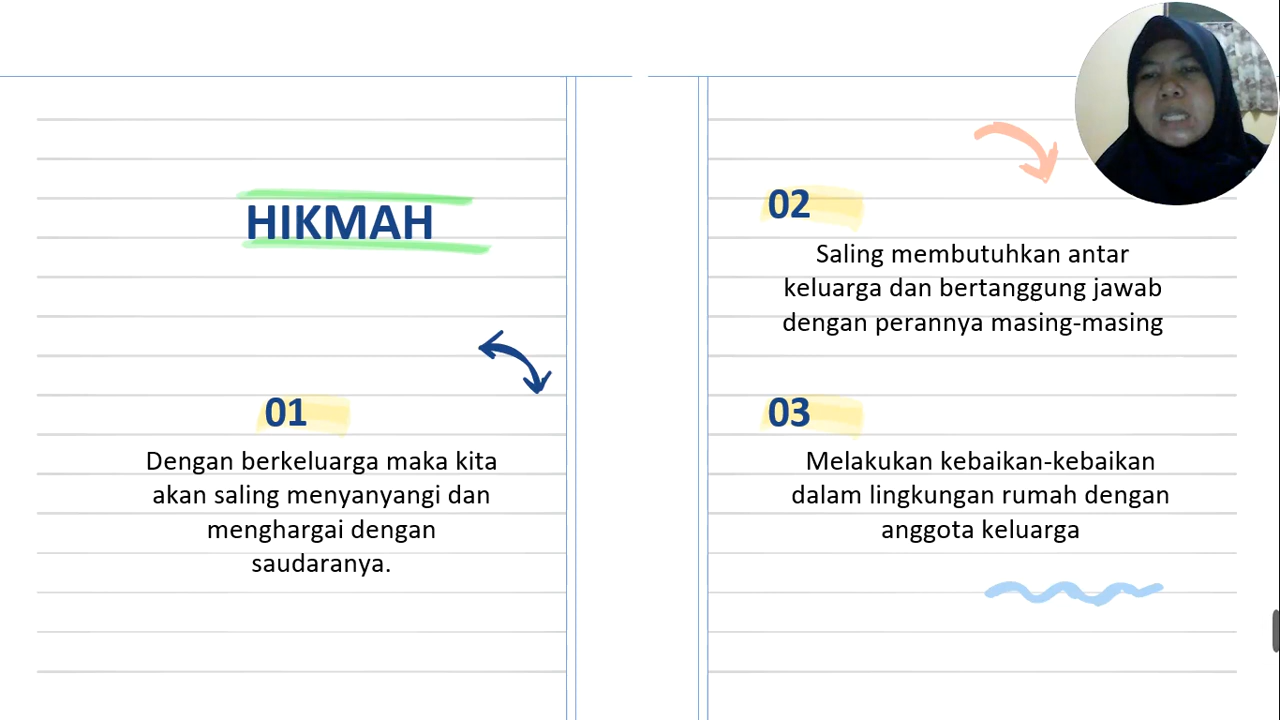 HIKMAH
01
Dengan berkeluarga maka kita
akan saling menyanyangi dan
menghargai dengan
saudaranya.
02
Saling membutuhkan antar
keluarga dan bertanggung jawab
dengan perannya masing-masing
03
Melakukan kebaikan-kebaikan
dalam lingkungan rumah dengan
anggota keluarga